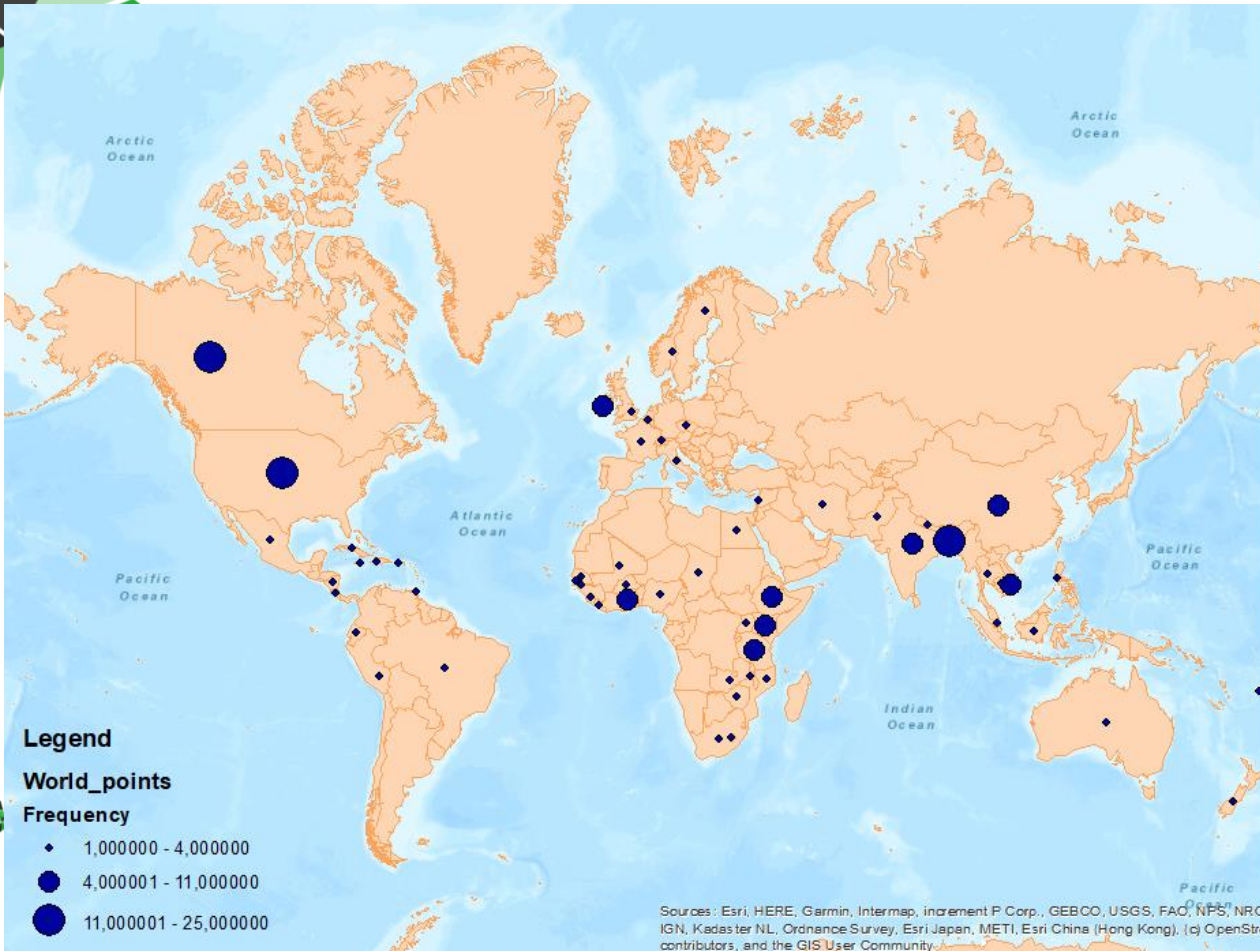 Arctic
Ocean
Arctic
Ocean
Atlantic
Ocean
Pacific
Ocean
Pacific
Ocean
Indian
Ocean
Legend
World_points
Frequency
1,000000 - 4,000000
4,000001 - 11,000000
11,000001 - 25,000000
Pacific
Ocean
Sources: Esri, HERE, Garmin, Intermap, increment P Corp., GEBCO, USGS, FAO, NPS, NRC
IGN, Kadaster NL, Ordnance Survey, Esri Japan, METI, Esri China (Hong Kong), (c) OpenSt
contributors, and the GIS User Community